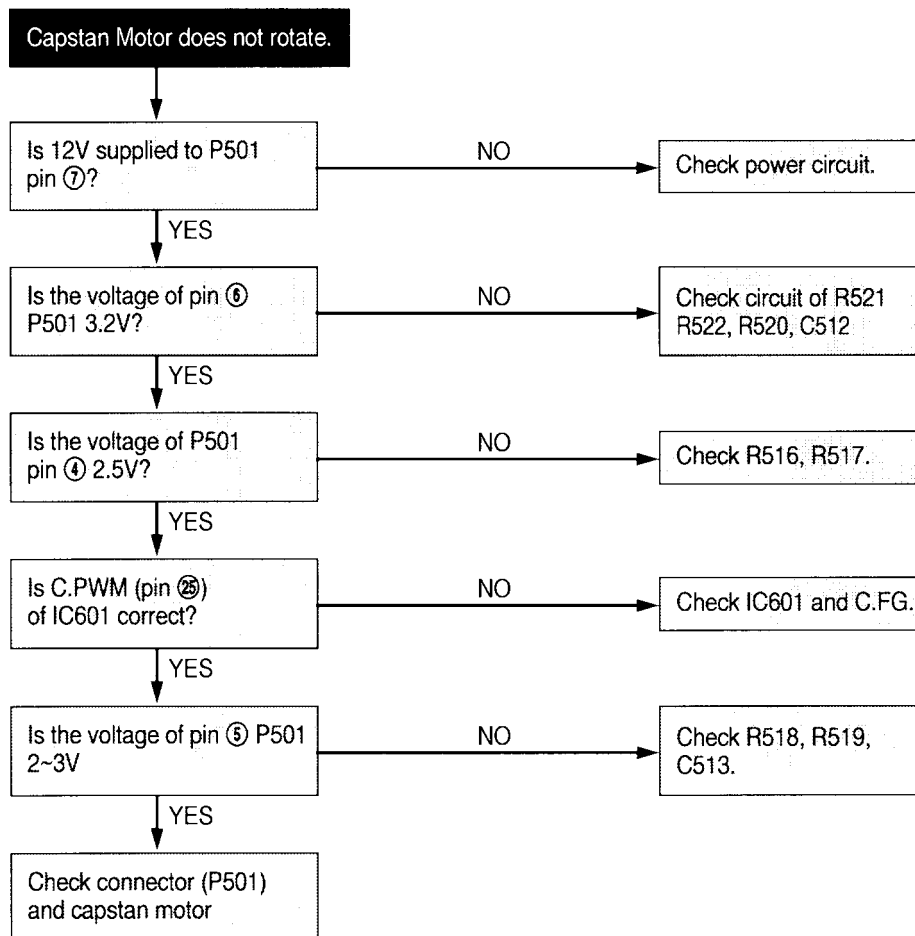 Capstan Motor does not rotate.
Is 12V supplied to P501
pin ⑦?
NO
Check power circuit.
YES
Is the voltage of pin ⑥
P501 3.2V?
NO
Check circuit of R521
R522, R520, C512
YES
Is the voltage of P501
pin ④ 2.5V?
NO
Check R516, R517.
YES
Is C.PWM (pin ㉕)
of IC601 correct?
NO
Check IC601 and C.FG.
YES
Is the voltage of pin ⑤ P501
2~3V
NO
Check R518, R519,
C513.
YES
Check connector (P501)
and capstan motor